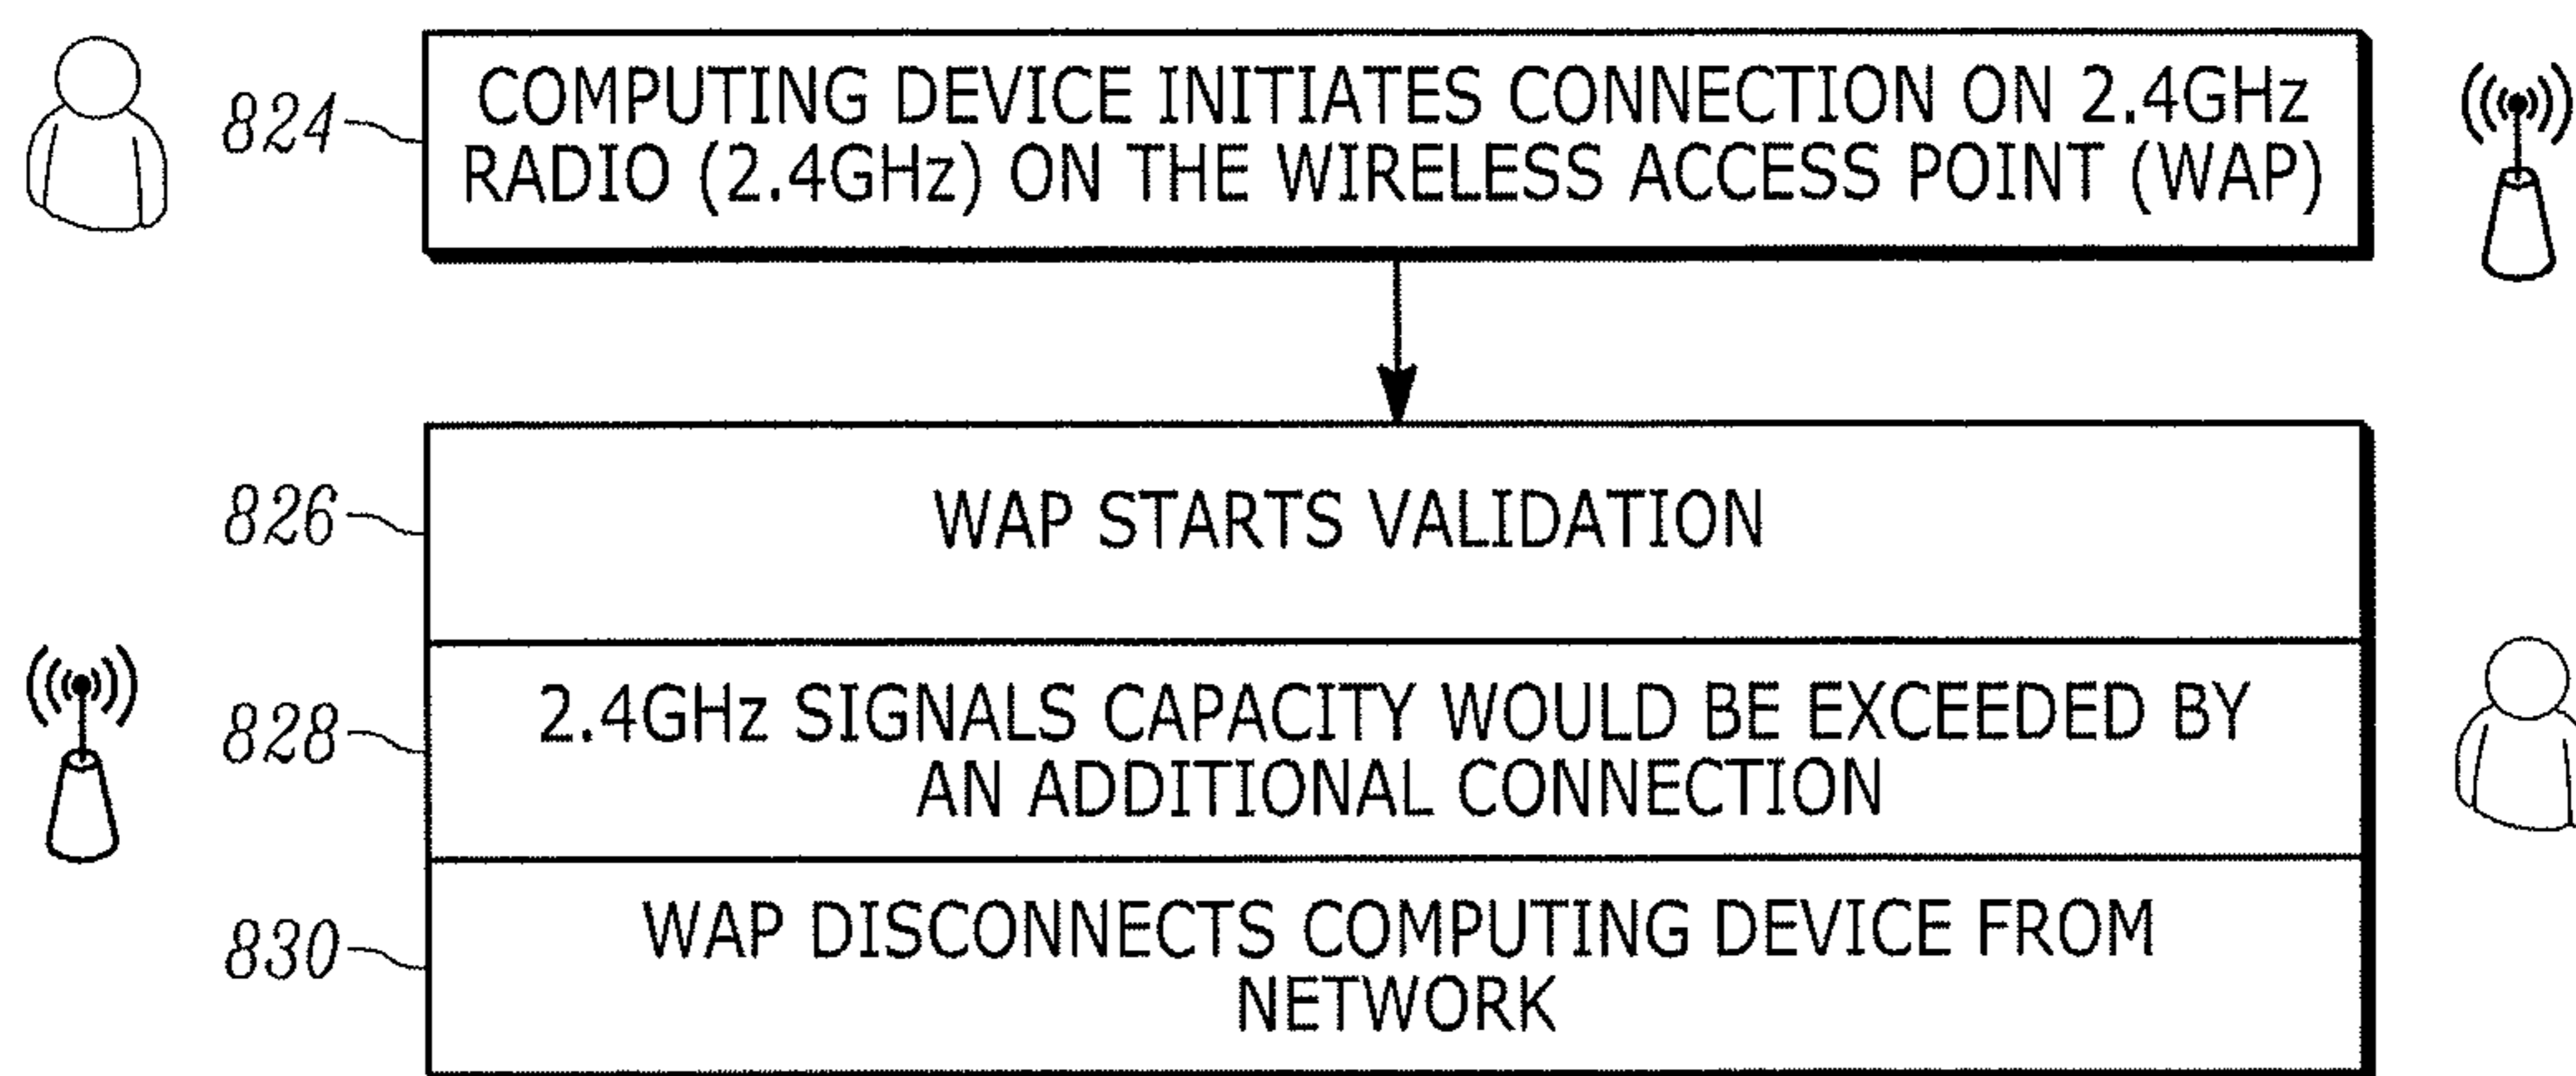 824
COMPUTING DEVICE INITIATES CONNECTION ON 2.4GHz
RADIO (2.4GHz) ON THE WIRELESS ACCESS POINT (WAP)
826
WAP STARTS VALIDATION
828
2.4GHz SIGNALS CAPACITY WOULD BE EXCEEDED BY
AN ADDITIONAL CONNECTION
830
WAP DISCONNECTS COMPUTING DEVICE FROM
NETWORK